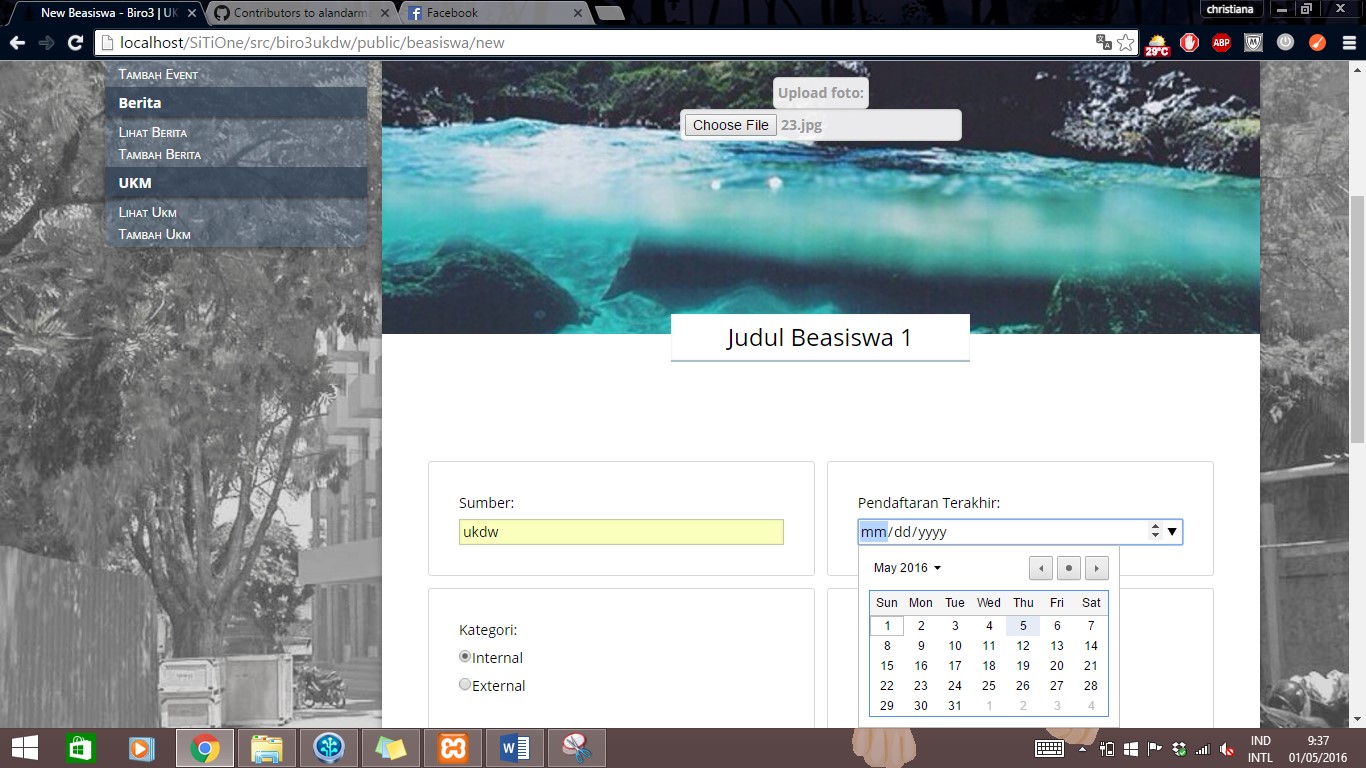 New Beasiswa - Biro3 | UK
Contributors to alandarma
Facebook
christiana
localhost/SiTiOne/src/biro3ukdw/public/beasiswa/new
29°C
ABP
Tambah Event
Berita
Lihat Berita
Tambah Berita
UKM
Lihat Ukm
Tambah Ukm
Upload foto:
Choose File 23.jpg
Judul Beasiswa 1
Sumber:
ukdw
Pendaftaran Terakhir:
mm/dd/yyyy
May 2016
Sun Mon Tue Wed Thu Fri Sat
1 2 3 4 5 6 7
8 9 10 11 12 13 14
15 16 17 18 19 20 21
22 23 24 25 26 27 28
29 30 31 1 2 3 4
Kategori:
Internal
External
IND
INTL
9:37
01/05/2016